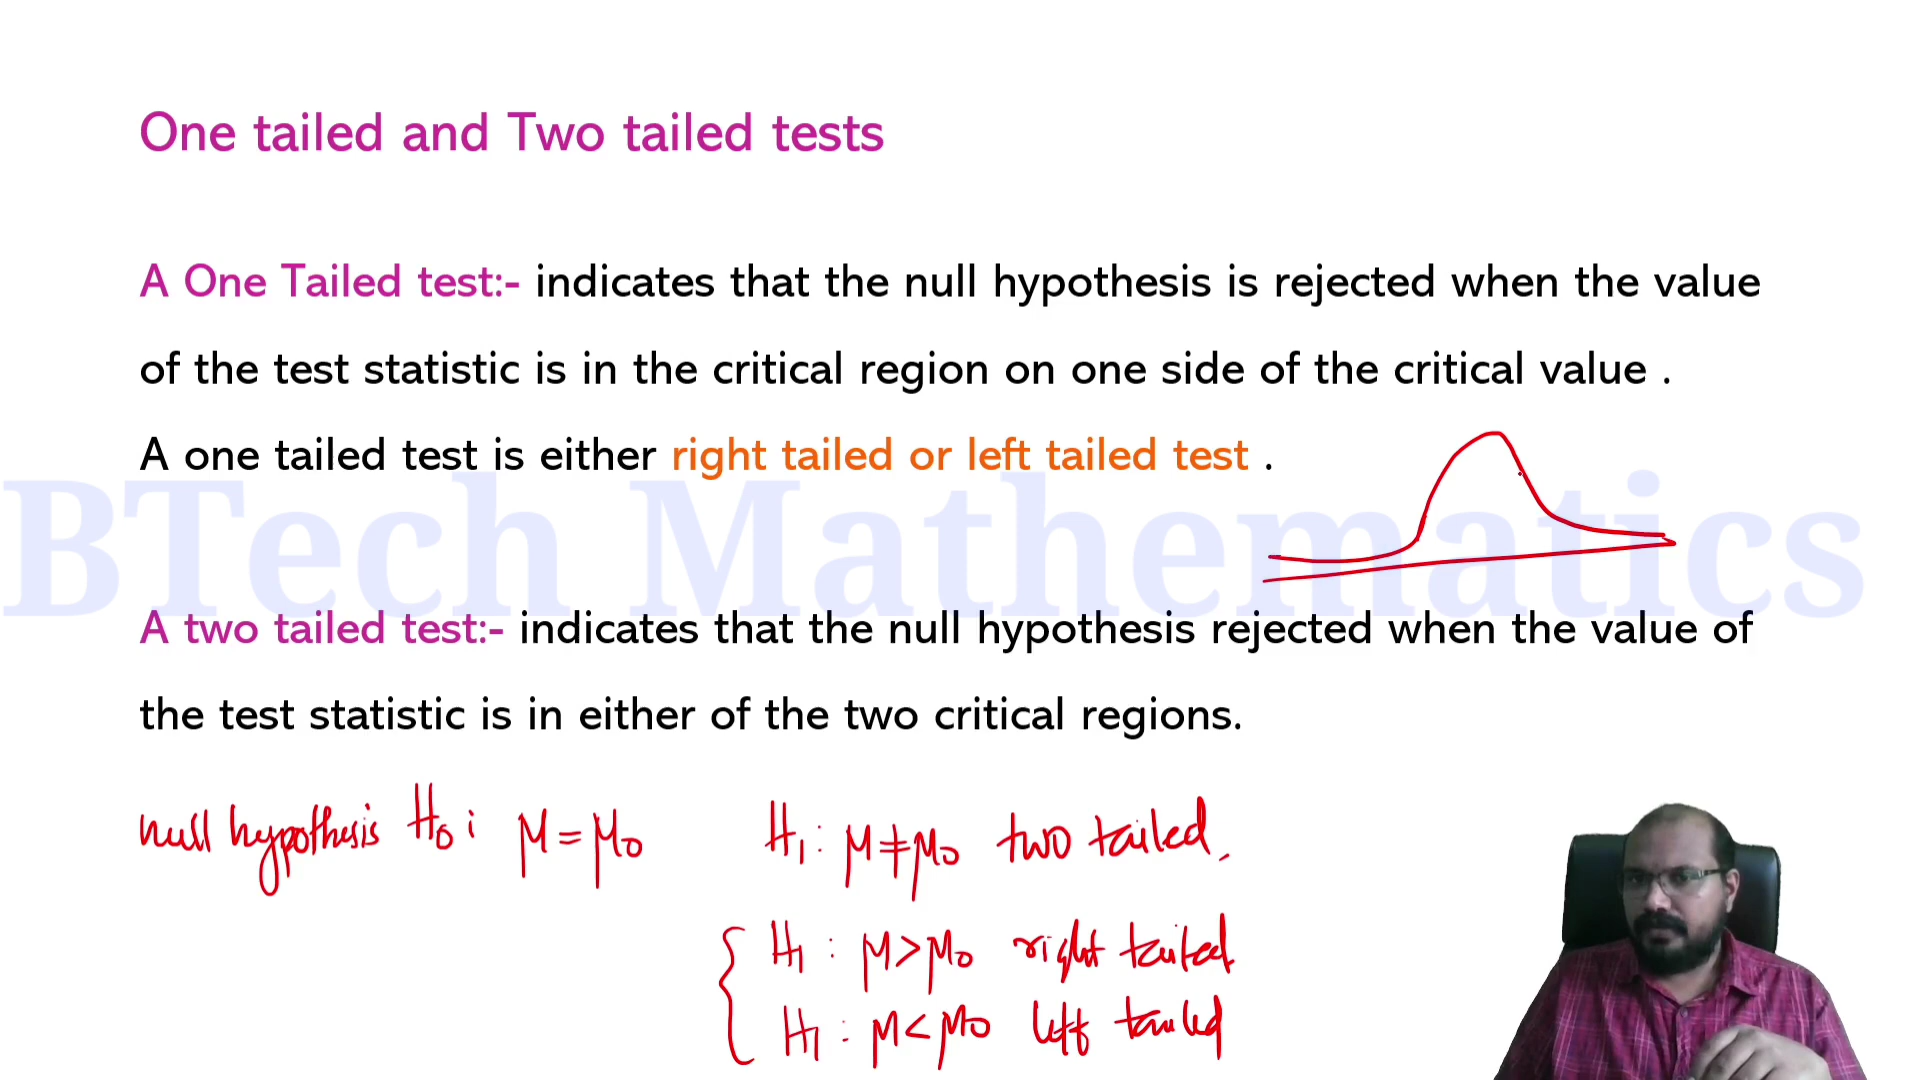 One tailed and Two tailed tests
A One Tailed test:- indicates that the null hypothesis is rejected when the value
of the test statistic is in the critical region on one side of the critical value .
A one tailed test is either right tailed or left tailed test .
BTech Mathematics
A two tailed test:- indicates that the null hypothesis rejected when the value of
the test statistic is in either of the two critical regions.
null hypothesis H₀ : μ = μ₀ H₁ : μ ≠ μ₀ two tailed,
H₁ : μ > μ₀ right tailed
H₁ : μ < μ₀ left tailed